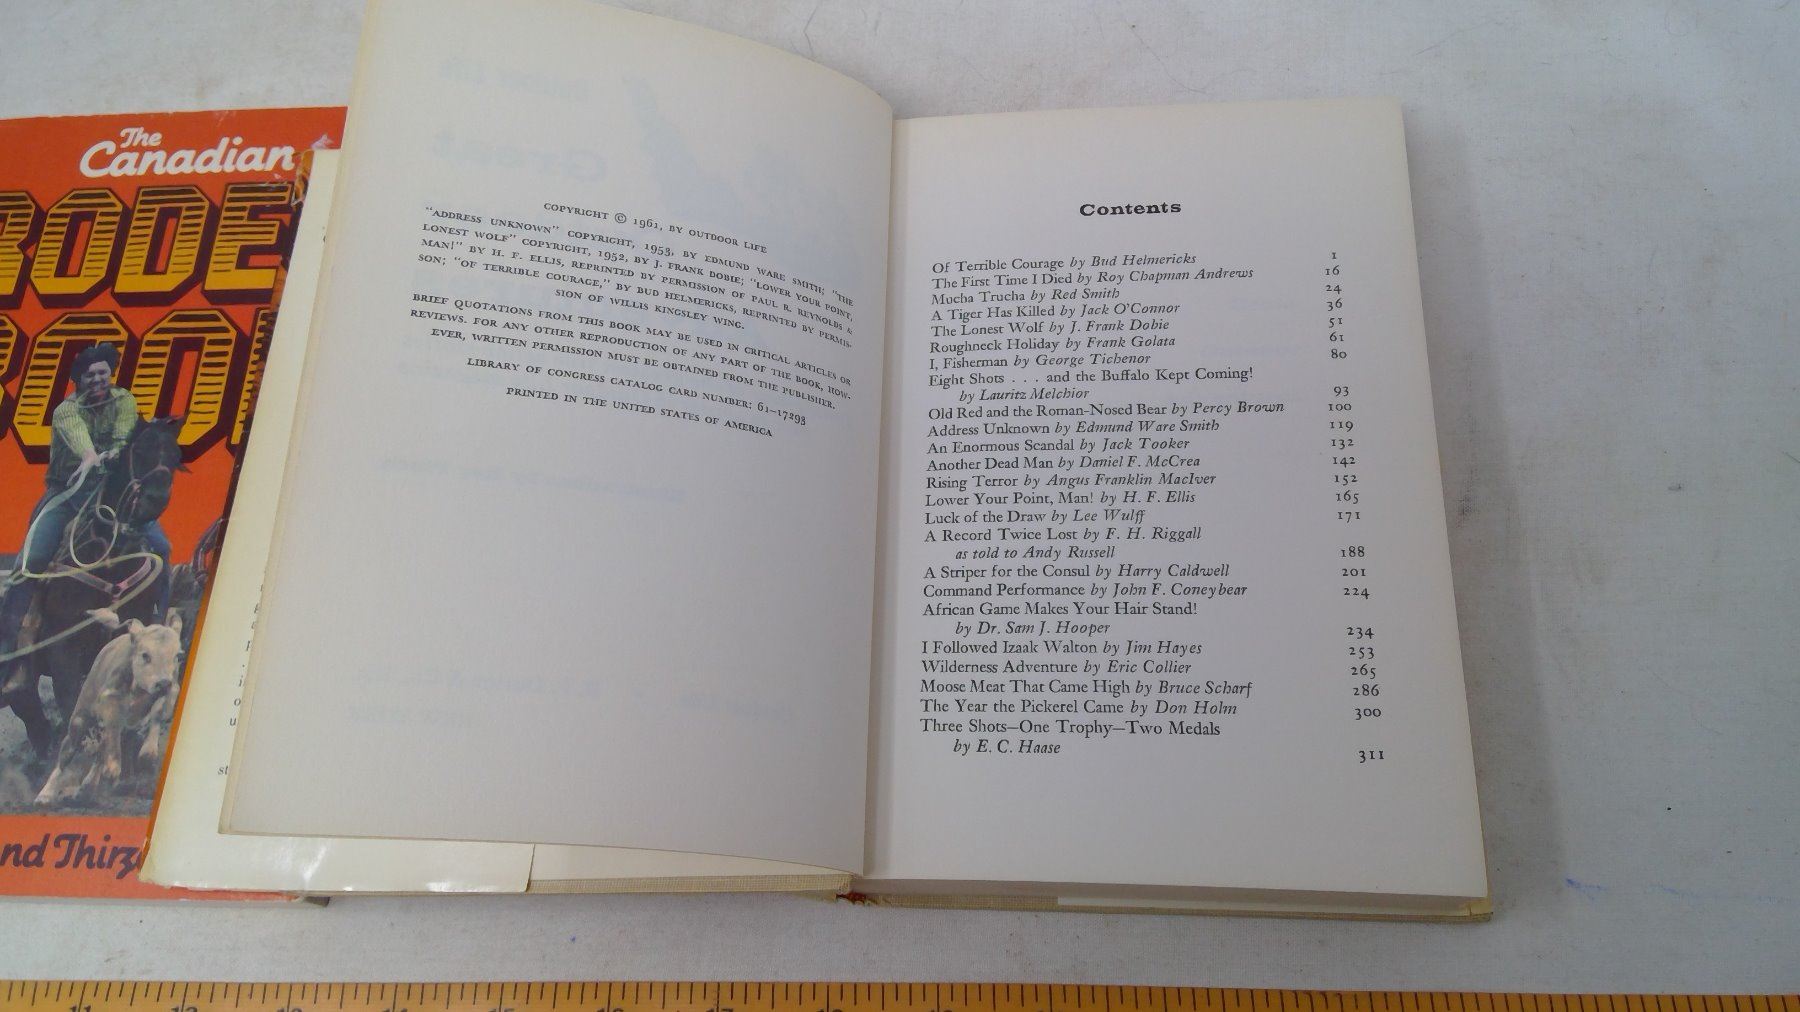 The
Canadian
RODE
BOO
nd Thirz
COPYRIGHT © 1961, BY OUTDOOR LIFE
"ADDRESS UNKNOWN" COPYRIGHT, 1953, BY EDMUND WARE SMITH; "THE
LONEST WOLF" COPYRIGHT, 1952, BY J. FRANK DOBIE; "LOWER YOUR POINT,
MAN!" BY H. F. ELLIS, REPRINTED BY PERMISSION OF PAUL R. REYNOLDS &
SON; "OF TERRIBLE COURAGE," BY BUD HELMERICKS, REPRINTED BY PERMIS-
SION OF WILLIS KINGSLEY WING.
BRIEF QUOTATIONS FROM THIS BOOK MAY BE USED IN CRITICAL ARTICLES OR
REVIEWS. FOR ANY OTHER REPRODUCTION OF ANY PART OF THE BOOK, HOW-
EVER, WRITTEN PERMISSION MUST BE OBTAINED FROM THE PUBLISHER.
LIBRARY OF CONGRESS CATALOG CARD NUMBER: 61-17293
PRINTED IN THE UNITED STATES OF AMERICA
Contents
Of Terrible Courage by Bud Helmericks 1
The First Time I Died by Roy Chapman Andrews 16
Mucha Trucha by Red Smith 24
A Tiger Has Killed by Jack O'Connor 36
The Lonest Wolf by J. Frank Dobie 51
Roughneck Holiday by Frank Golata 61
I, Fisherman by George Tichenor 80
Eight Shots . . . and the Buffalo Kept Coming!
by Lauritz Melchior 93
Old Red and the Roman-Nosed Bear by Percy Brown 100
Address Unknown by Edmund Ware Smith 119
An Enormous Scandal by Jack Tooker 132
Another Dead Man by Daniel F. McCrea 142
Rising Terror by Angus Franklin MacIver 152
Lower Your Point, Man! by H. F. Ellis 165
Luck of the Draw by Lee Wulff 171
A Record Twice Lost by F. H. Riggall
as told to Andy Russell 188
A Striper for the Consul by Harry Caldwell 201
Command Performance by John F. Coneybear 224
African Game Makes Your Hair Stand!
by Dr. Sam J. Hooper 234
I Followed Izaak Walton by Jim Hayes 253
Wilderness Adventure by Eric Collier 265
Moose Meat That Came High by Bruce Scharf 286
The Year the Pickerel Came by Don Holm 300
Three Shots—One Trophy—Two Medals
by E. C. Haase 311